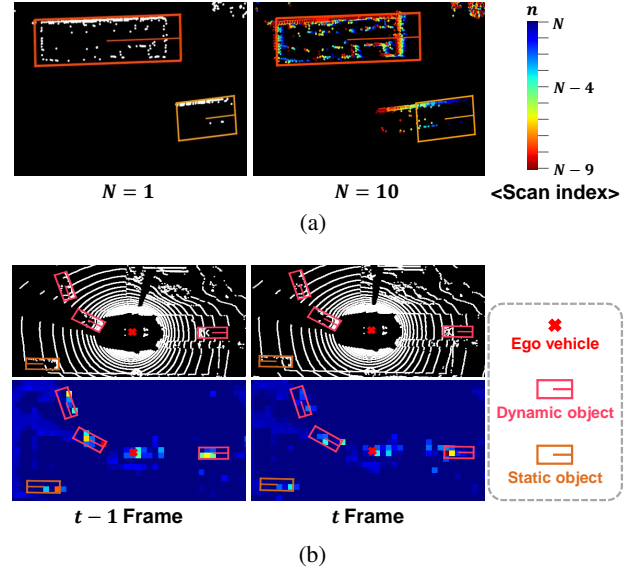 n
N
N − 4
N − 9
N = 1
N = 10
<Scan index>
(a)
Ego vehicle
Dynamic object
Static object
t − 1 Frame
t Frame
(b)